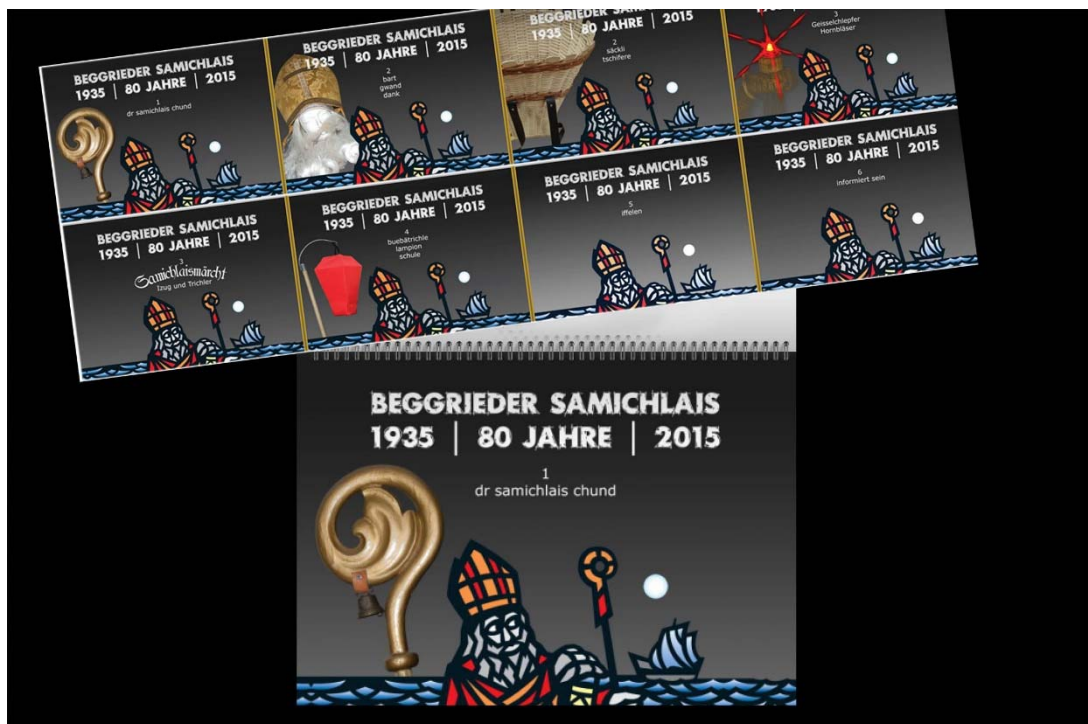 BEGGRIEDER SAMICHLAIS
1935 | 80 JAHRE | 2015
1
dr samichlais chund
BEGGRIEDER SAMICHLAIS
1935 | 80 JAHRE | 2015
2
bart
gwand
dank
BEGGRIEDER SAMICHLAIS
1935 | 80 JAHRE | 2015
2
säckli
tschifere
3
Geisselchlepfer
Hornbläser
BEGGRIEDER SAMICHLAIS
1935 | 80 JAHRE | 2015
3
Samichlaismärcht
Izug und Trichler
BEGGRIEDER SAMICHLAIS
1935 | 80 JAHRE | 2015
4
buebätrichle
lampion
schule
BEGGRIEDER SAMICHLAIS
1935 | 80 JAHRE | 2015
5
iffelen
BEGGRIEDER SAMICHLAIS
1935 | 80 JAHRE | 2015
6
informiert sein
BEGGRIEDER SAMICHLAIS
1935 | 80 JAHRE | 2015
1
dr samichlais chund